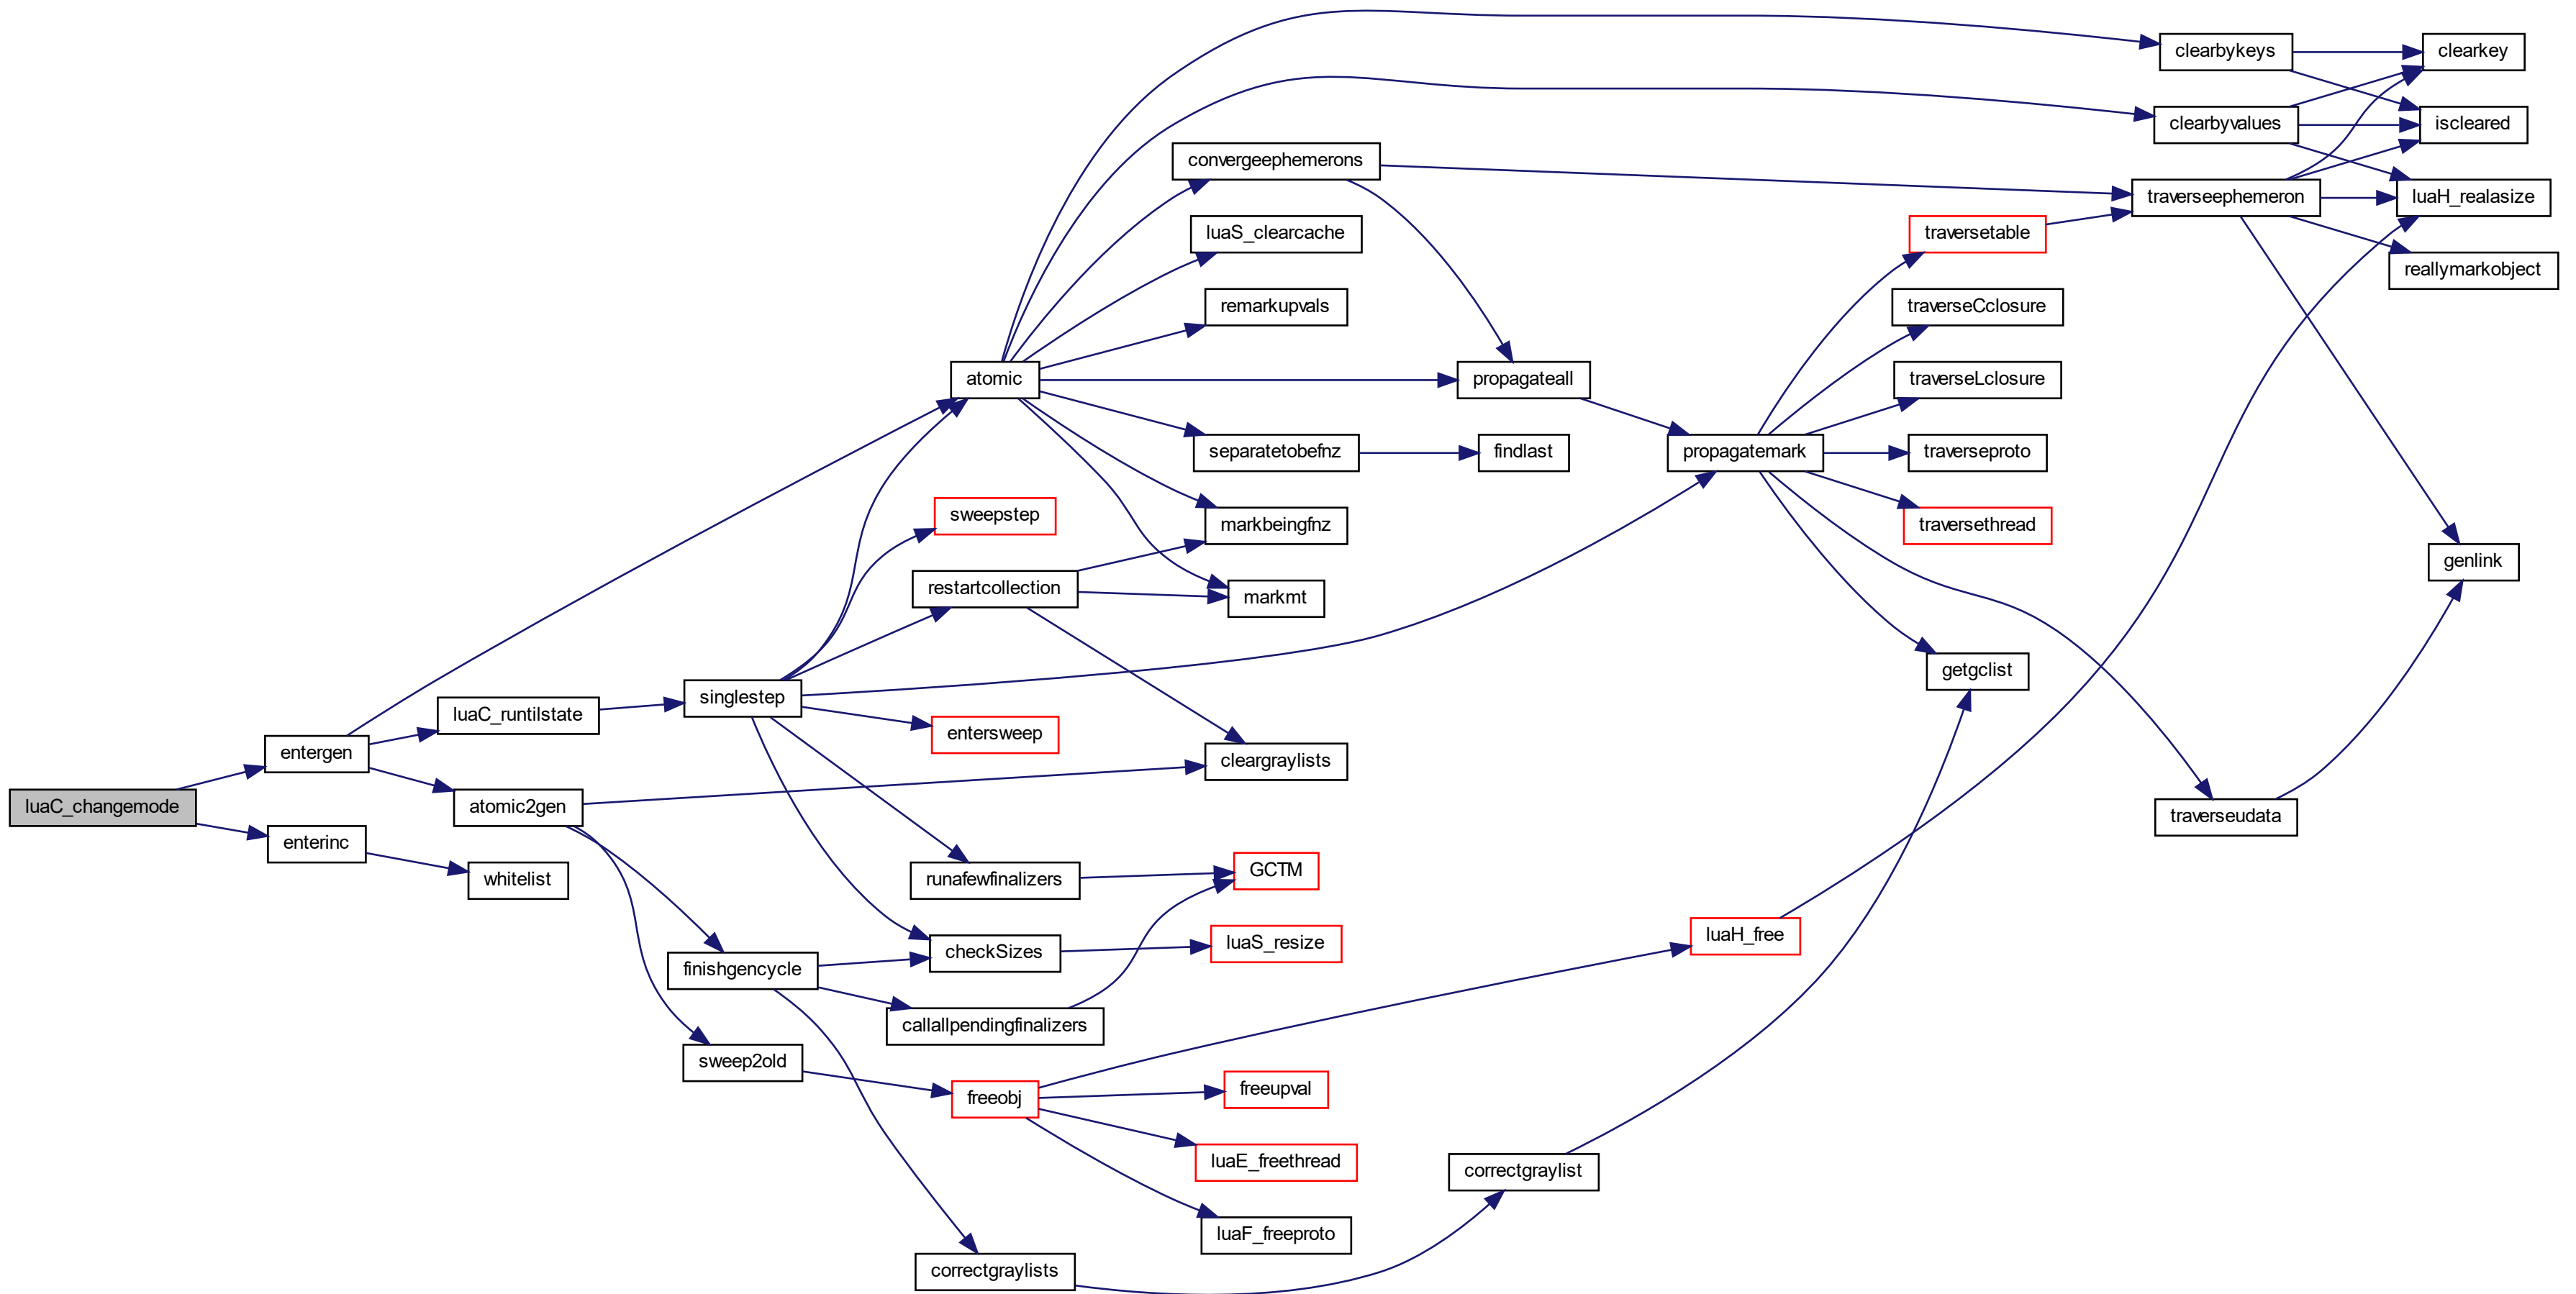 clearbykeys
clearkey
clearbyvalues
iscleared
convergeephemerons
traverseephemeron
luaH_realasize
luaS_clearcache
traversetable
reallymarkobject
remarkupvals
traverseCclosure
atomic
propagateall
traverseLclosure
separatetobefnz
findlast
propagatemark
traverseproto
sweepstep
markbeingfnz
traversethread
genlink
restartcollection
markmt
getgclist
singlestep
luaC_runtilstate
entersweep
entergen
cleargraylists
luaC_changemode
atomic2gen
traverseudata
enterinc
whitelist
runafewfinalizers
GCTM
luaH_free
checkSizes
luaS_resize
finishgencycle
callallpendingfinalizers
sweep2old
freeobj
freeupval
luaE_freethread
correctgraylist
luaF_freeproto
correctgraylists